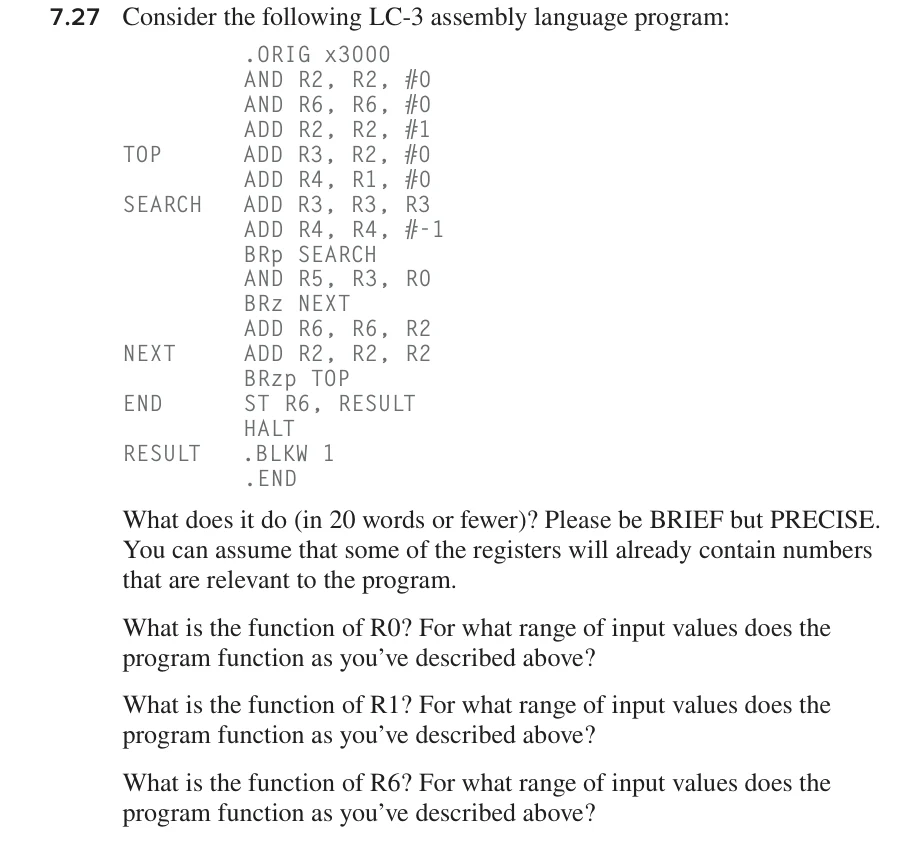 7.27 Consider the following LC-3 assembly language program:
.ORIG x3000
AND R2, R2, #0
AND R6, R6, #0
ADD R2, R2, #1
TOP ADD R3, R2, #0
ADD R4, R1, #0
SEARCH ADD R3, R3, R3
ADD R4, R4, #-1
BRp SEARCH
AND R5, R3, R0
BRz NEXT
ADD R6, R6, R2
NEXT ADD R2, R2, R2
BRzp TOP
END ST R6, RESULT
HALT
RESULT .BLKW 1
.END
What does it do (in 20 words or fewer)? Please be BRIEF but PRECISE.
You can assume that some of the registers will already contain numbers
that are relevant to the program.
What is the function of R0? For what range of input values does the
program function as you’ve described above?
What is the function of R1? For what range of input values does the
program function as you’ve described above?
What is the function of R6? For what range of input values does the
program function as you’ve described above?